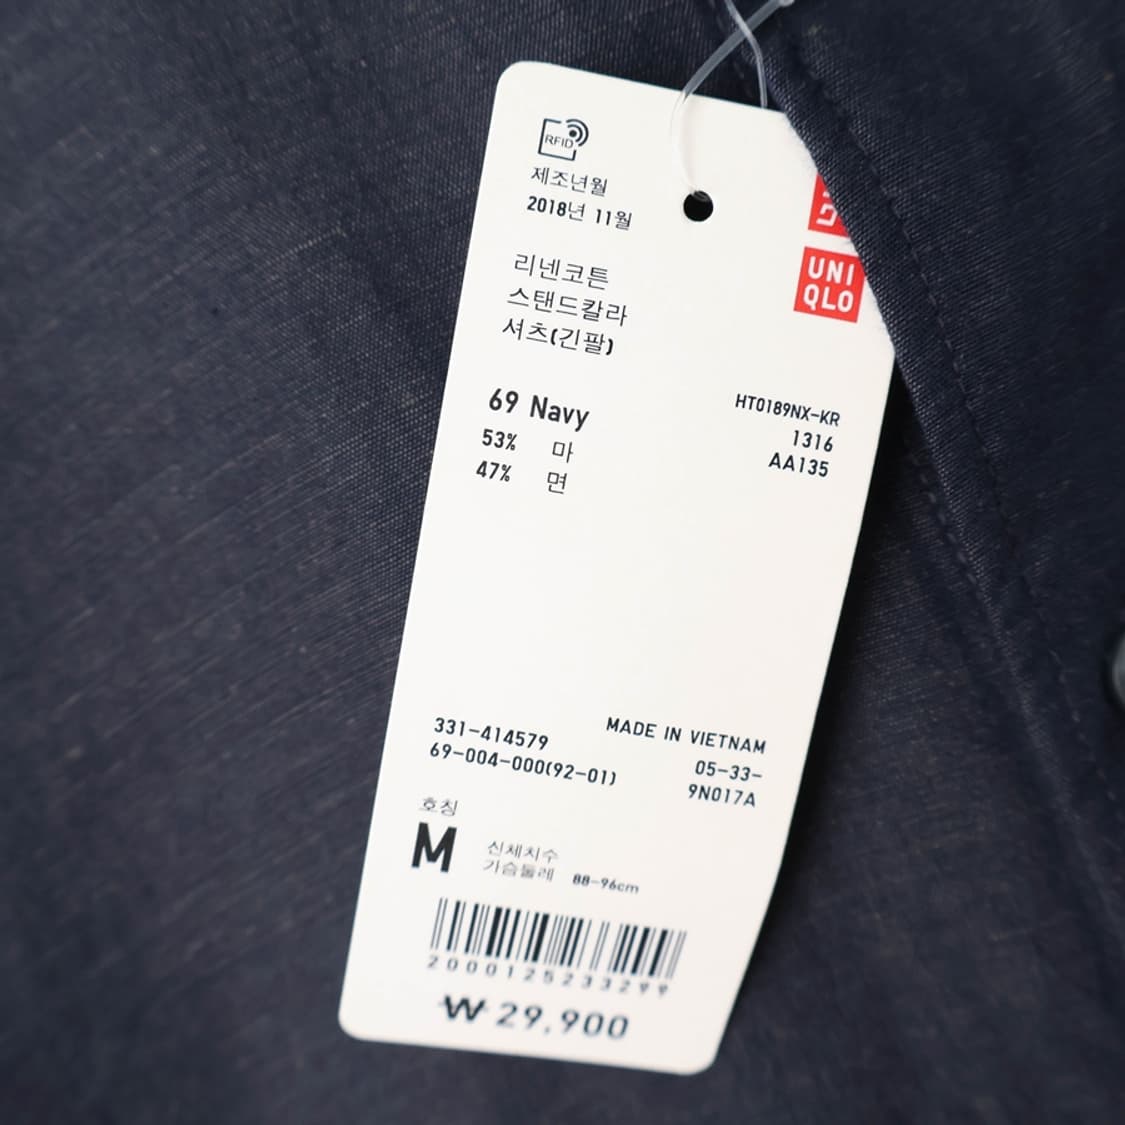 RFID
제조년월
2018년 11월
UNI
QLO
리넨코튼
스탠드칼라
셔츠(긴팔)
69 Navy
53% 마
47% 면
HT0189NX-KR
1316
AA135
331-414579
69-004-000(92-01)
MADE IN VIETNAM
05-33-
9N017A
호칭
M
신체치수
가슴둘레 88-96cm
2000125233299
₩29,900